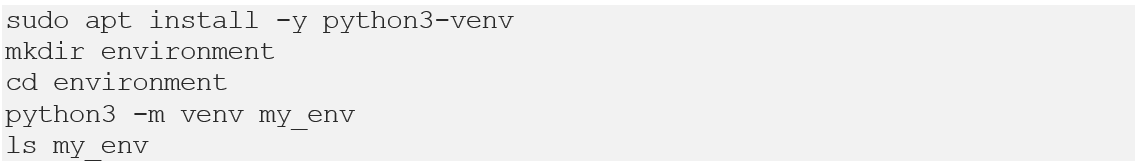 sudo apt install -y python3-venv
mkdir environment
cd environment
python3 -m venv my_env
ls my_env